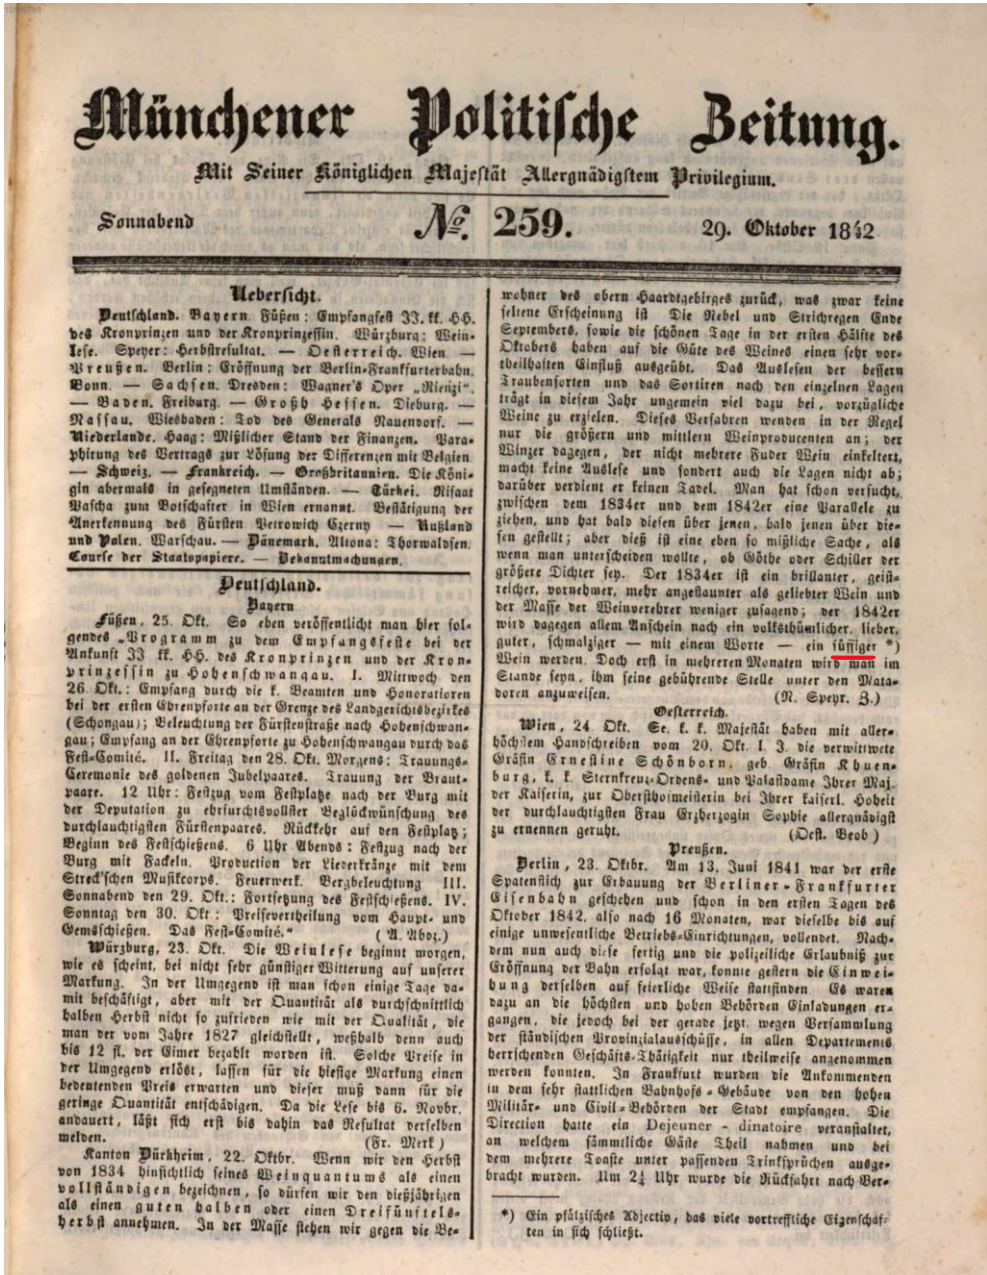 Münchener Politische Zeitung.
Mit Seiner Königlichen Majestät Allergnädigstem Privilegium.
Sonnabend № 259. 29. Oktober 1842
Uebersicht.
Deutschland. Bayern. Füßen: Empfangsfest JJ. kk. HH.
des Kronprinzen und der Kronprinzessin. Würzburg: Wein-
lese. Speyer: Herbstresultat. — Oesterreich. Wien —
Preußen. Berlin: Eröffnung der Berlin-Frankfurterbahn.
Bonn. — Sachsen. Dresden: Wagner's Oper „Rienzi“.
— Baden. Freiburg. — Großh Hessen. Dieburg. —
Nassau. Wiesbaden: Tod des Generals Nauendorf. —
Niederlande. Haag: Mißlicher Stand der Finanzen. Para-
phirung des Vertrags zur Lösung der Differenzen mit Belgien
— Schweiz. — Frankreich. — Großbritannien. Die Köni-
gin abermals in gesegneten Umständen. — Türkei. Rifaat
Pascha zum Botschafter in Wien ernannt. Bestätigung der
Anerkennung des Fürsten Petrowich Czerny — Rußland
und Polen. Warschau. — Dänemark. Altona: Thorwaldsen.
Course der Staatspapiere. — Bekanntmachungen.
Deutschland.
Bayern
Füßen, 25. Okt. So eben veröffentlicht man hier fol-
gendes „Programm zu dem Empfangsfeste bei der
Ankunft JJ kk. HH. des Kronprinzen und der Kron-
prinzessin zu Hohenschwangau. I. Mittwoch den
26. Okt.: Empfang durch die k. Beamten und Honoratioren
bei der ersten Ehrenpforte an der Grenze des Landgerichtsbezirkes
(Schongau); Beleuchtung der Fürstenstraße nach Hohenschwan-
gau; Empfang an der Ehrenpforte zu Hohenschwangau durch das
Fest-Comité. II. Freitag den 28. Okt. Morgens: Trauungs-
Ceremonie des goldenen Jubelpaares. Trauung der Braut-
paare. 12 Uhr: Festzug vom Festplatze nach der Burg mit
der Deputation zu ehrfurchtsvollster Beglückwünschung des
durchlauchtigsten Fürstenpaares. Rückkehr auf den Festplatz;
Beginn des Festschießens. 6 Uhr Abends: Festzug nach der
Burg mit Fackeln. Production der Liederkränze mit dem
Streck'schen Musikcorps. Feuerwerk. Bergbeleuchtung III.
Sonnabend den 29. Okt.: Fortsetzung des Festschießens. IV.
Sonntag den 30. Okt: Preisevertheilung vom Haupt- und
Gemsschießen. Das Fest-Comité.“ (A. Abdz.)
Würzburg, 23. Okt. Die Weinlese beginnt morgen,
wie es scheint, bei nicht sehr günstiger Witterung auf unserer
Markung. In der Umgegend ist man schon einige Tage da-
mit beschäftigt, aber mit der Quantität als durchschnittlich
halben Herbst nicht so zufrieden wie mit der Qualität, die
man der vom Jahre 1827 gleichstellt, weßhalb denn auch
bis 12 fl. der Eimer bezahlt worden ist. Solche Preise in
der Umgegend erlöst, lassen für die hiesige Markung einen
bedeutenden Preis erwarten und dieser muß dann für die
geringe Quantität entschädigen. Da die Lese bis 6. Novbr.
andauert, läßt sich erst bis dahin das Resultat derselben
melden. (Fr. Merk)
Kanton Dürkheim, 22. Oktbr. Wenn wir den Herbst
von 1834 hinsichtlich seines Weinquantums als einen
vollständigen bezeichnen, so dürfen wir den dießjährigen
als einen guten halben oder einen Dreifünftels-
herbst annehmen. In der Masse stehen wir gegen die Be-
wohner des obern Haardtgebirges zurück, was zwar keine
seltene Erscheinung ist Die Nebel und Strichregen Ende
Septembers, sowie die schönen Tage in der ersten Hälfte des
Oktobers haben auf die Güte des Weines einen sehr vor-
theilhaften Einfluß ausgeübt. Das Auslesen der bessern
Traubensorten und das Sortiren nach den einzelnen Lagen
trägt in diesem Jahr ungemein viel dazu bei, vorzügliche
Weine zu erzielen. Dieses Verfahren wenden in der Regel
nur die größern und mittlern Weinproducenten an; der
Winzer dagegen, der nicht mehrere Fuder Wein einkeltert,
macht keine Auslese und sondert auch die Lagen nicht ab;
darüber verdient er keinen Tadel. Man hat schon versucht,
zwischen dem 1834er und dem 1842er eine Parallele zu
ziehen, und hat bald diesen über jenen, bald jenen über die-
sen gestellt; aber dieß ist eine eben so mißliche Sache, als
wenn man unterscheiden wollte, ob Göthe oder Schiller der
größere Dichter sey. Der 1834er ist ein brillanter, geist-
reicher, vornehmer, mehr angestaunter als geliebter Wein und
der Masse der Weinverehrer weniger zusagend; der 1842er
wird dagegen allem Anschein nach ein volksthümlicher, lieber,
guter, schmalziger — mit einem Worte — ein süffiger *)
Wein werden. Doch erst in mehreren Monaten wird man im
Stande seyn, ihm seine gebührende Stelle unter den Mata-
doren anzuweisen. (N. Speyr. Z.)
Oesterreich.
Wien, 24 Okt. Se. k. k. Majestät haben mit aller-
höchstem Handschreiben vom 20. Okt. l. J. die verwittwete
Gräfin Ernestine Schönborn, geb. Gräfin Khuen-
burg, k. k. Sternkreuz-Ordens- und Palastdame Ihrer Maj.
der Kaiserin, zur Obersthofmeisterin bei Ihrer kaiserl. Hoheit
der durchlauchtigsten Frau Erzherzogin Sophie allergnädigst
zu ernennen geruht. (Oest. Beob)
Preußen.
Berlin, 23. Oktbr. Am 13. Juni 1841 war der erste
Spatenstich zur Erbauung der Berliner-Frankfurter
Eisenbahn geschehen und schon in den ersten Tagen des
Oktober 1842, also nach 16 Monaten, war dieselbe bis auf
einige unwesentliche Betriebs-Einrichtungen, vollendet. Nach-
dem nun auch diese fertig und die polizeiliche Erlaubniß zur
Eröffnung der Bahn erfolgt war, konnte gestern die Einwei-
hung derselben auf feierliche Weise stattfinden Es waren
dazu an die höchsten und hohen Behörden Einladungen er-
gangen, die jedoch bei der gerade jetzt, wegen Versammlung
der ständischen Provinzialausschüsse, in allen Departements
herrschenden Geschäfts-Thätigkeit nur theilweise angenommen
werden konnten. In Frankfurt wurden die Ankommenden
in dem sehr stattlichen Bahnhofs-Gebäude von den hohen
Militär- und Civil-Behörden der Stadt empfangen. Die
Direction hatte ein Dejeuner-dinatoire veranstaltet,
an welchem sämmtliche Gäste Theil nahmen und bei
dem mehrere Toaste unter passenden Trinksprüchen ausge-
bracht wurden. Um 2¼ Uhr wurde die Rückfahrt nach Ber-
*) Ein pfälzisches Adjectiv, das viele vortreffliche Eigenschaf-
ten in sich schließt.